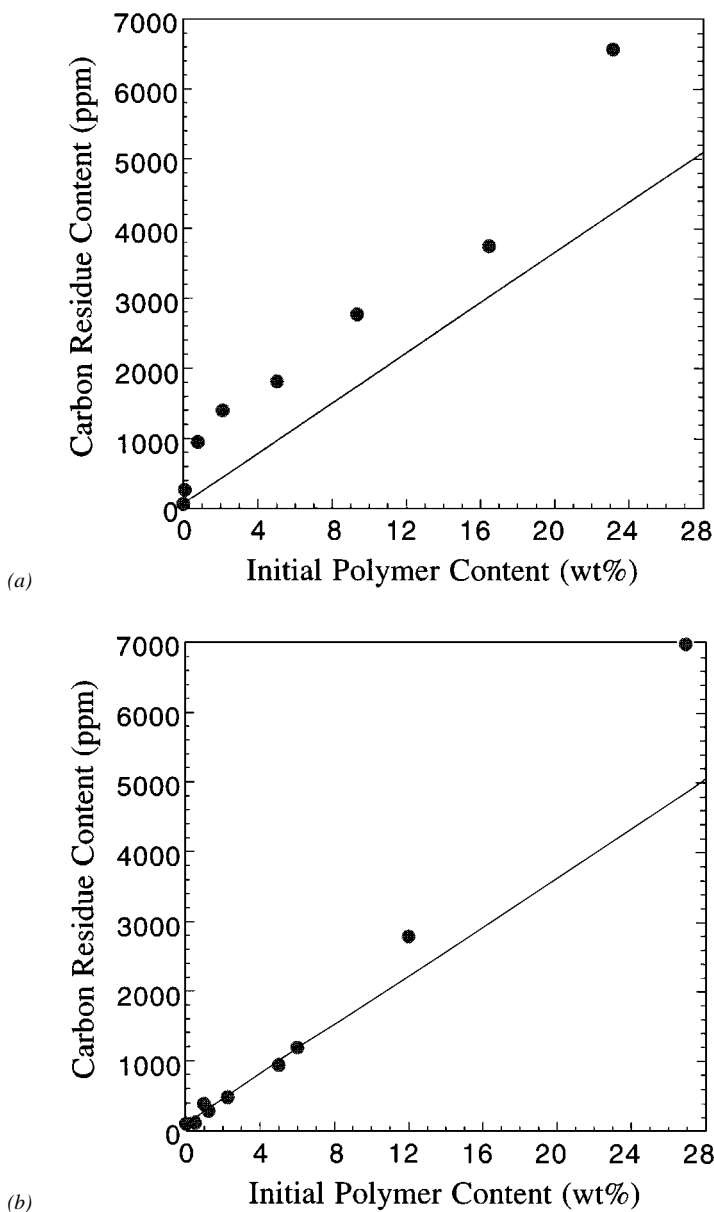 7000
6000
5000
4000
3000
2000
1000
0
Carbon Residue Content (ppm)
0 4 8 12 16 20 24 28
Initial Polymer Content (wt%)
(a)
7000
6000
5000
4000
3000
2000
1000
0
Carbon Residue Content (ppm)
0 4 8 12 16 20 24 28
Initial Polymer Content (wt%)
(b)